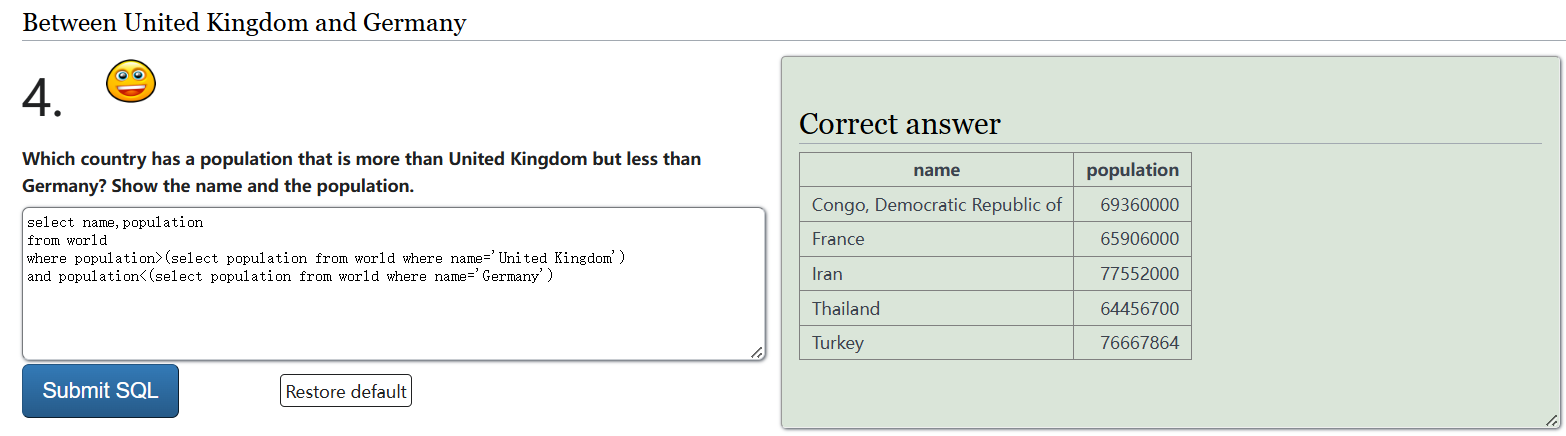 Between United Kingdom and Germany
4.
Which country has a population that is more than United Kingdom but less than
Germany? Show the name and the population.
select name,population
from world
where population>(select population from world where name='United Kingdom')
and population<(select population from world where name='Germany')
Submit SQL
Restore default
Correct answer
name population
Congo, Democratic Republic of 69360000
France 65906000
Iran 77552000
Thailand 64456700
Turkey 76667864